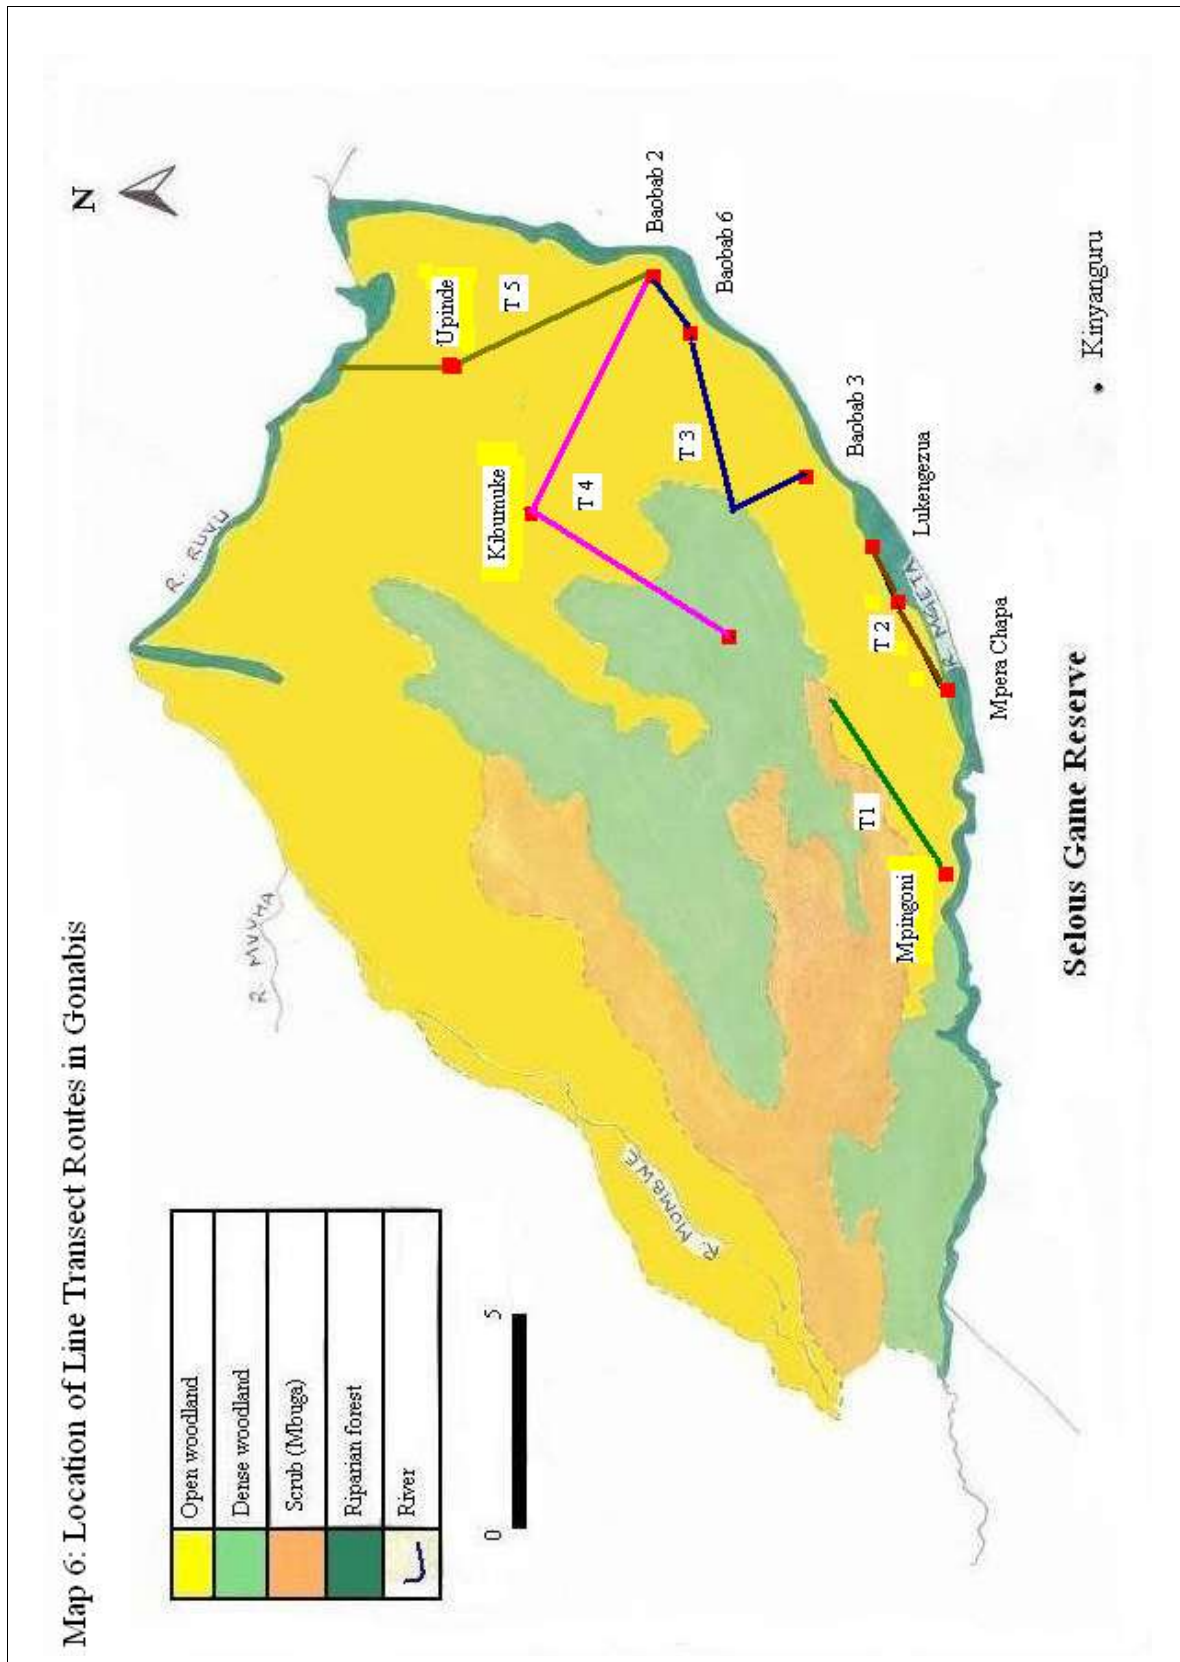 Map 6: Location of Line Transect Routes in Gonabis
N
Open woodland
Dense woodland
Scrub (Mbuga)
Riparian forest
River
0
5
R. RUVU
R. MVUHA
R. MOMBWE
Upinde
T 5
Baobab 2
Baobab 6
Kibumuke
T 4
T 3
Baobab 3
Lukengezua
T 2
R. MGETA
Mpera Chapa
T1
Mpingoni
Selous Game Reserve
Kinyanguru